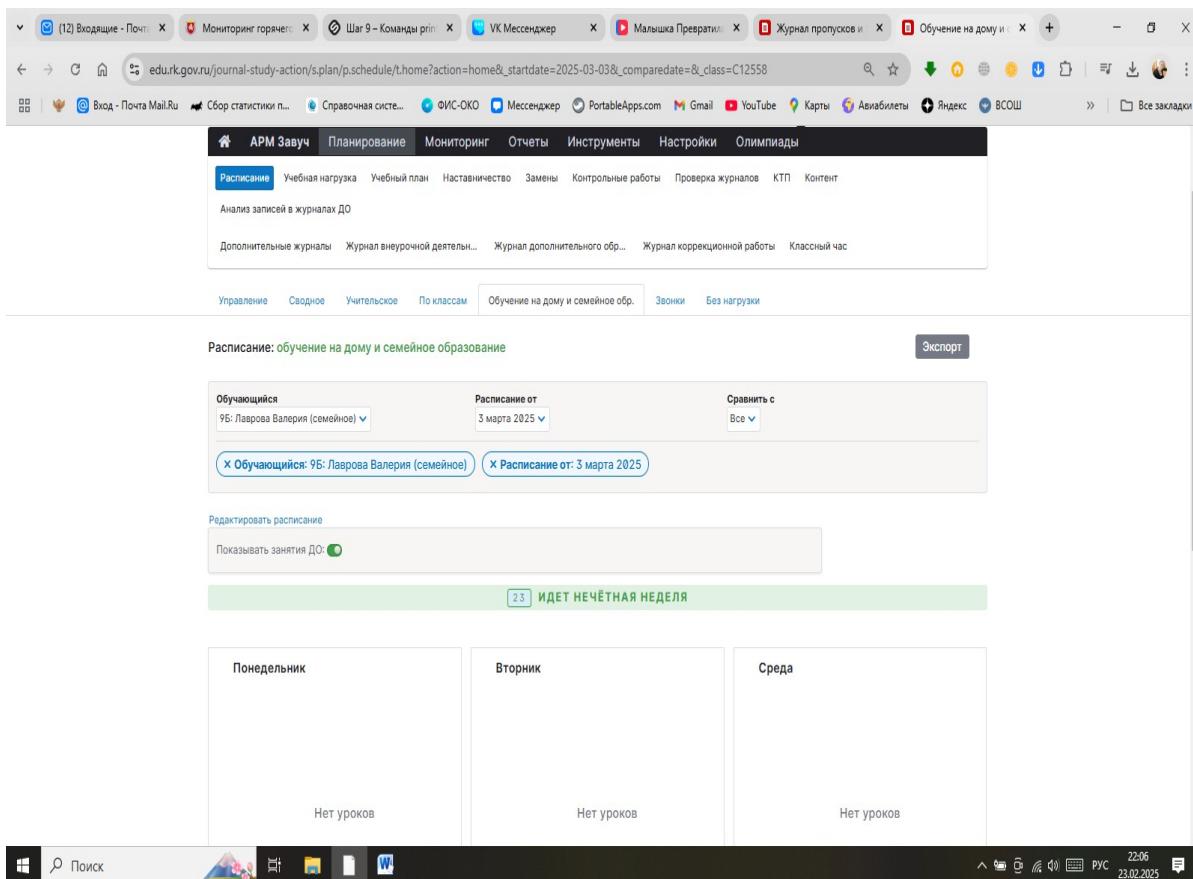 (12) Входящие - Почта Мониторинг горячего Шаг 9 – Команды prin VK Мессенджер Малышка Превратила Журнал пропусков и Обучение на дому и с
edu.rk.gov.ru/journal-study-action/s.plan/p.schedule/t.home?action=home&_startdate=2025-03-03&_comparedate=&_class=C12558
Вход - Почта Mail.Ru Сбор статистики п... Справочная систе... ФИС-ОКО Мессенджер PortableApps.com Gmail YouTube Карты Авиабилеты Яндекс ВСОШ » Все закладки
АРМ Завуч Планирование Мониторинг Отчеты Инструменты Настройки Олимпиады
Расписание Учебная нагрузка Учебный план Наставничество Замены Контрольные работы Проверка журналов КТП Контент
Анализ записей в журналах ДО
Дополнительные журналы Журнал внеурочной деятельн... Журнал дополнительного обр... Журнал коррекционной работы Классный час
Управление Сводное Учительское По классам Обучение на дому и семейное обр. Звонки Без нагрузки
Расписание: обучение на дому и семейное образование Экспорт
Обучающийся Расписание от Сравнить с
9Б: Лаврова Валерия (семейное) 3 марта 2025 Все
× Обучающийся: 9Б: Лаврова Валерия (семейное) × Расписание от: 3 марта 2025
Редактировать расписание
Показывать занятия ДО:
23 ИДЕТ НЕЧЁТНАЯ НЕДЕЛЯ
Понедельник Вторник Среда
Нет уроков Нет уроков Нет уроков
Поиск РУС 22:06
23.02.2025